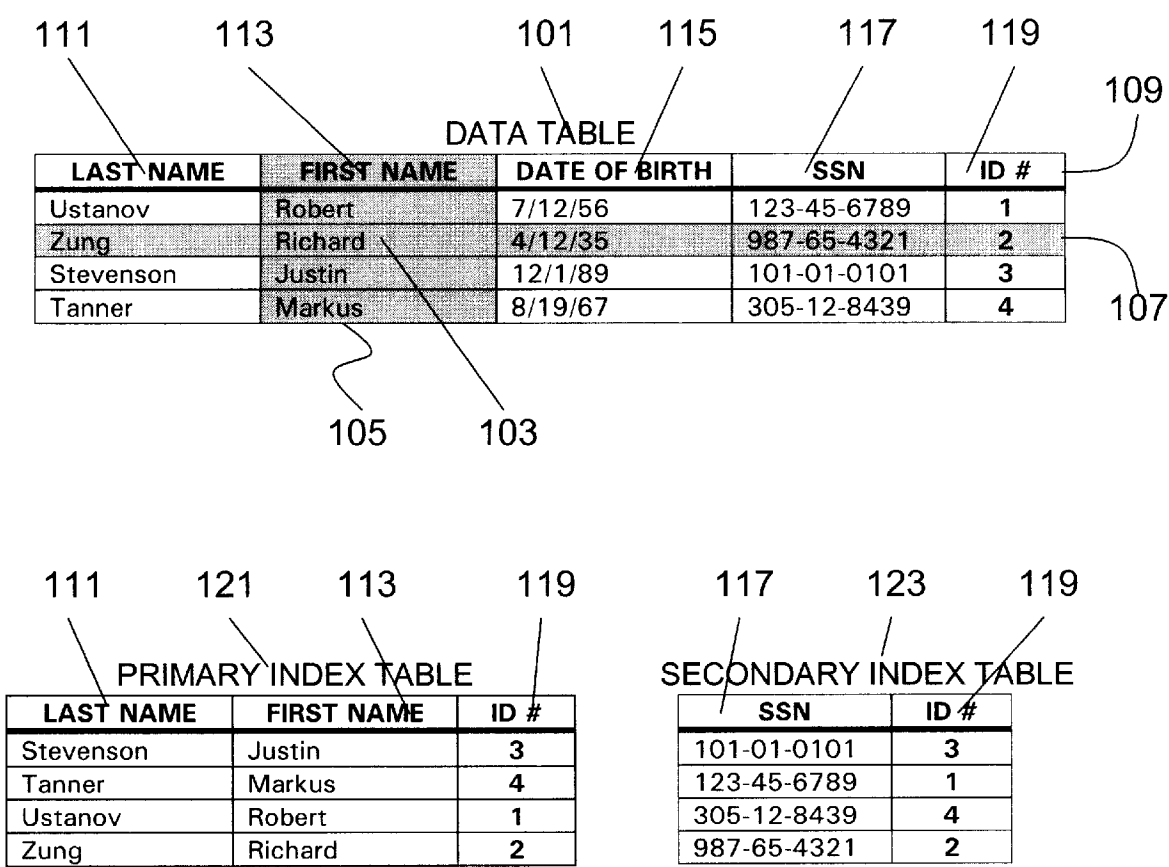 111 113 101 115 117 119
109
DATA TABLE
LAST NAME FIRST NAME DATE OF BIRTH SSN ID #
Ustanov Robert 7/12/56 123-45-6789 1
Zung Richard 4/12/35 987-65-4321 2
Stevenson Justin 12/1/89 101-01-0101 3
Tanner Markus 8/19/67 305-12-8439 4
107
105 103
111 121 113 119 117 123 119
PRIMARY INDEX TABLE SECONDARY INDEX TABLE
LAST NAME FIRST NAME ID # SSN ID #
Stevenson Justin 3 101-01-0101 3
Tanner Markus 4 123-45-6789 1
Ustanov Robert 1 305-12-8439 4
Zung Richard 2 987-65-4321 2